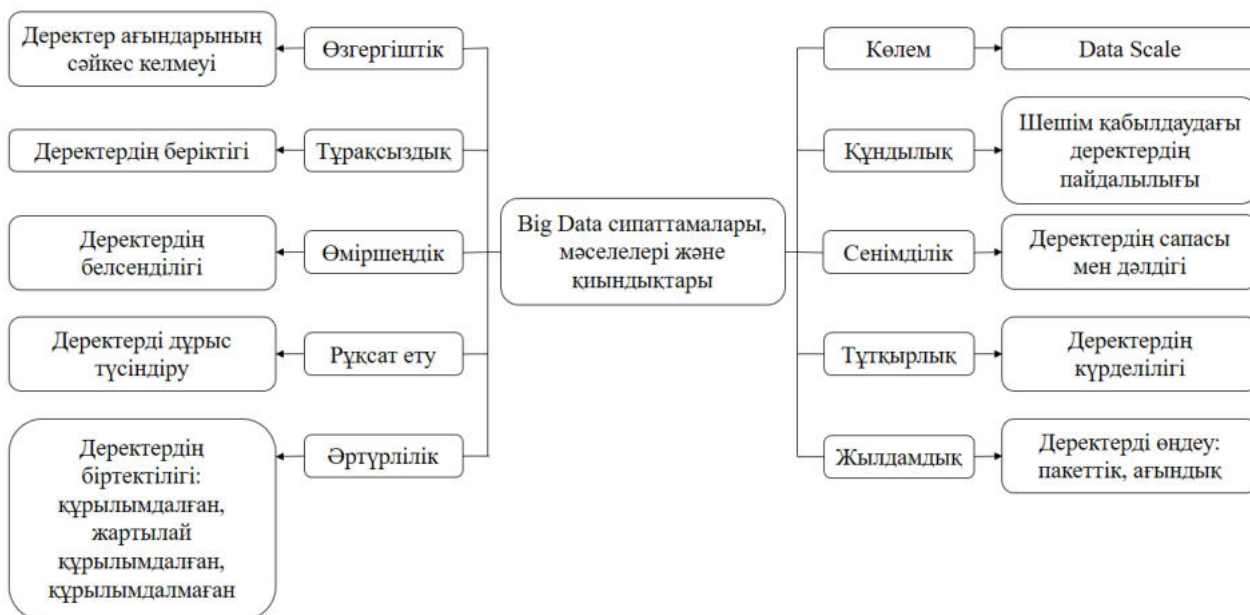 Деректер ағындарының
сәйкес келмеуі
Өзгергіштік
Деректердің беріктігі
Тұрақсыздық
Деректердің
белсенділігі
Өміршеңдік
Деректерді дұрыс
түсіндіру
Рұқсат ету
Деректердің
біртектілігі:
құрылымдалған,
жартылай
құрылымдалған,
құрылымдалмаған
Әртүрлілік
Big Data сипаттамалары,
мәселелері және
қиындықтары
Көлем
Data Scale
Құндылық
Шешім қабылдаудағы
деректердің
пайдалылығы
Сенімділік
Деректердің сапасы
мен дәлдігі
Тұтқырлық
Деректердің
күрделілігі
Жылдамдық
Деректерді өңдеу:
пакеттік, ағындық